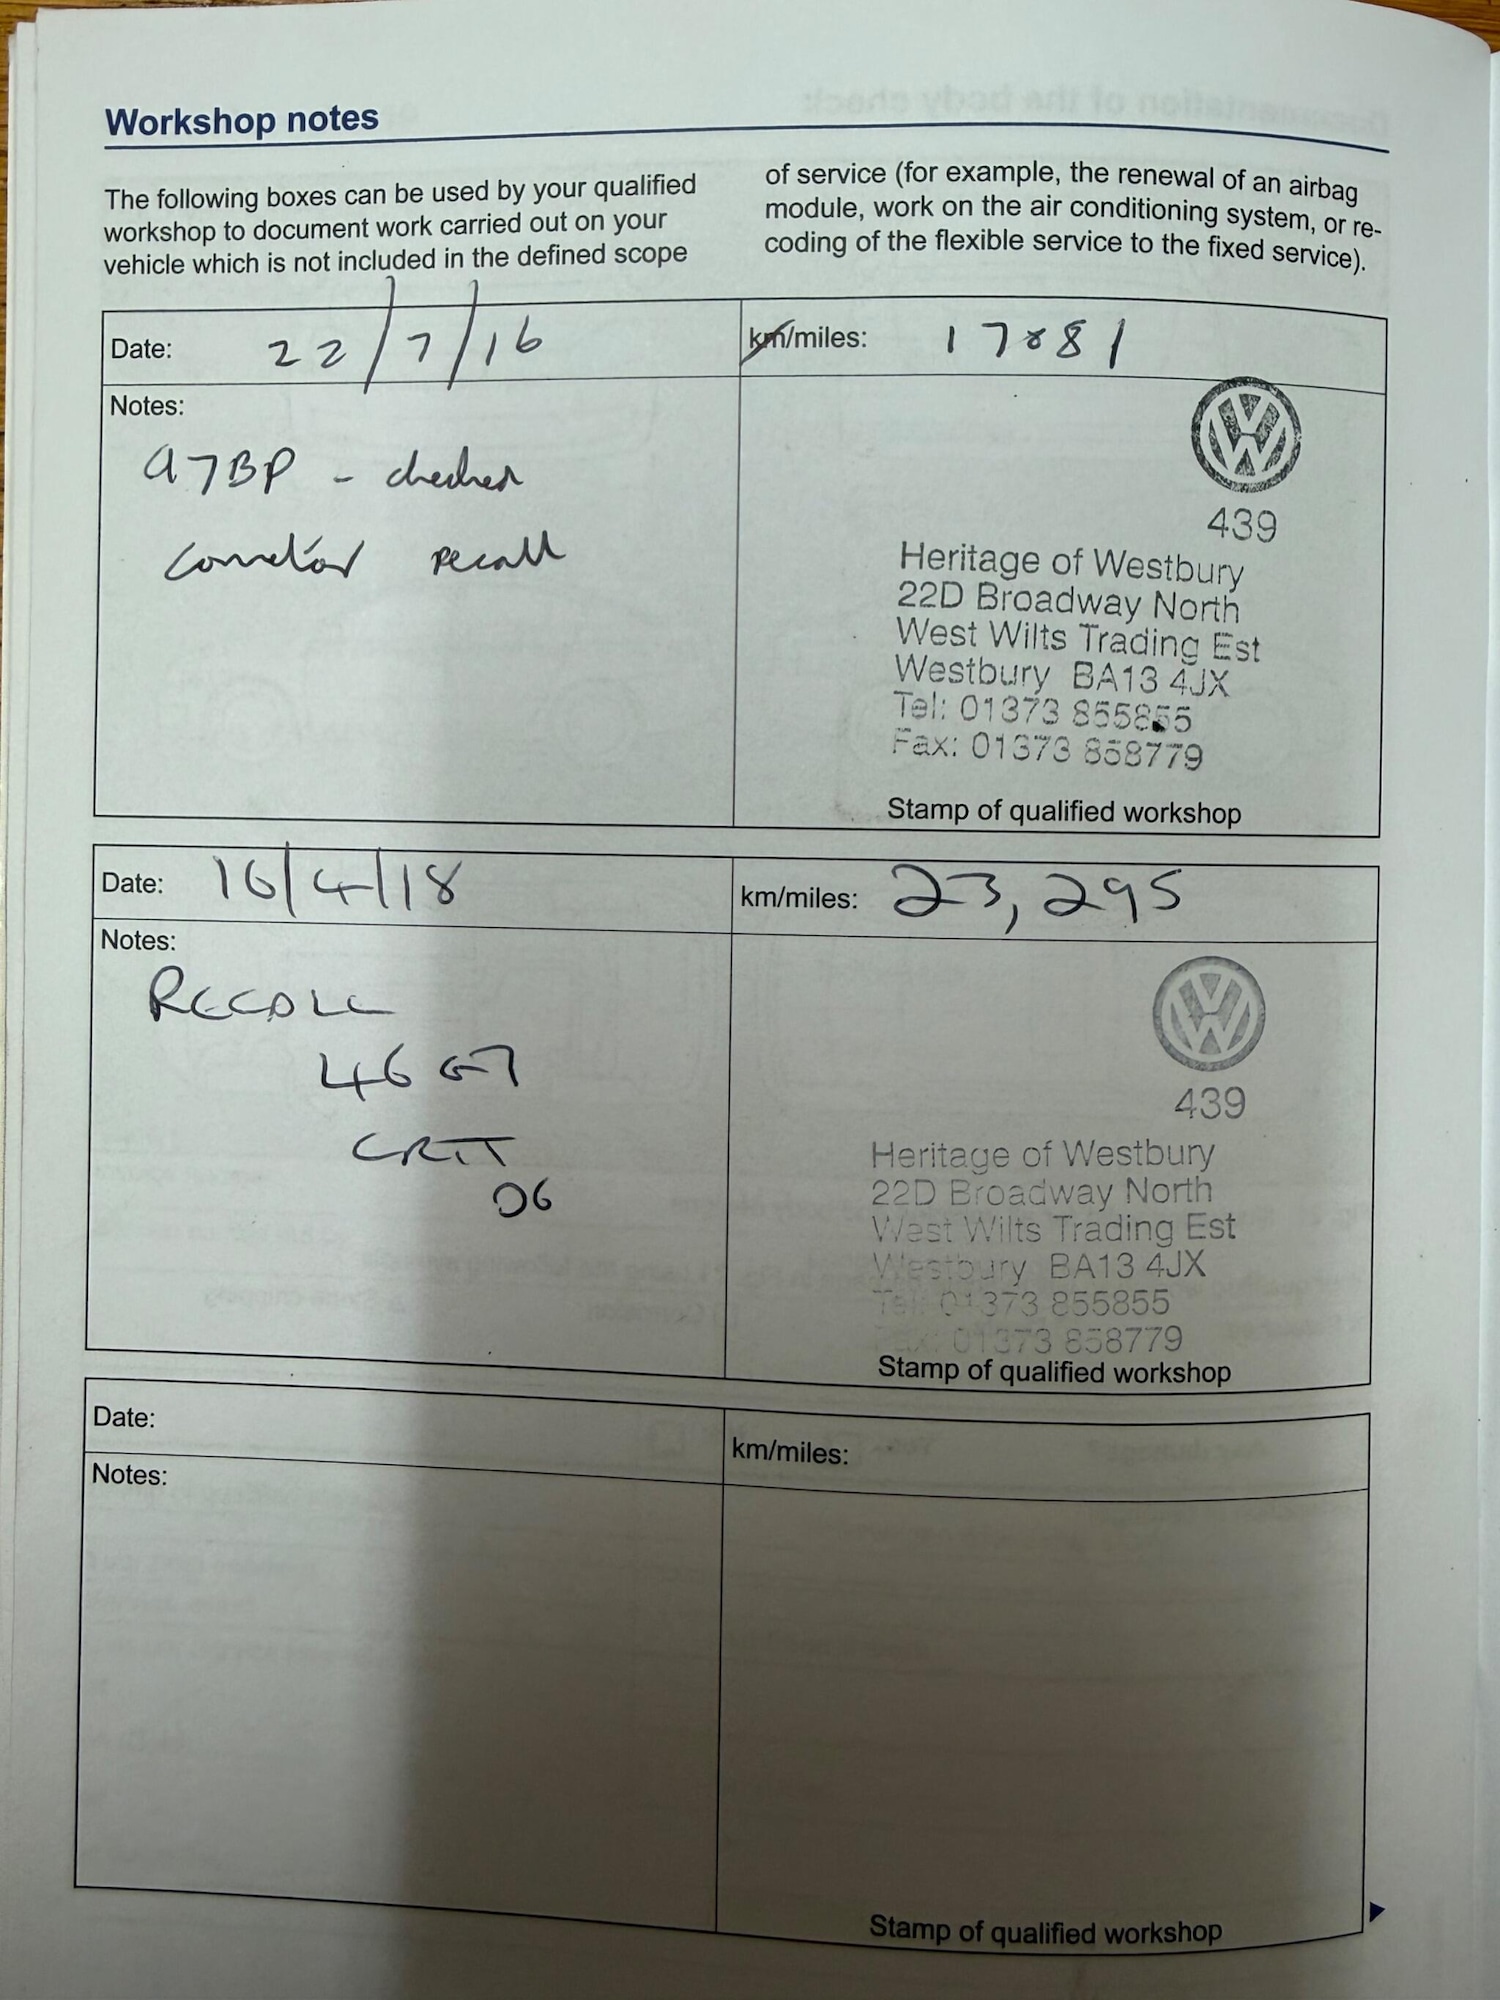 Workshop notes
The following boxes can be used by your qualified
workshop to document work carried out on your
vehicle which is not included in the defined scope
of service (for example, the renewal of an airbag
module, work on the air conditioning system, or re-
coding of the flexible service to the fixed service).
Date: 22/7/16
km/miles: 17881
Notes:
97BP - checked
recall
439
Heritage of Westbury
22D Broadway North
West Wilts Trading Est
Westbury BA13 4JX
Tel: 01373 855855
Fax: 01373 858779
Stamp of qualified workshop
Date: 16/4/18
km/miles: 23,295
Notes:
RECALL
46G7
CRIT
06
439
Heritage of Westbury
22D Broadway North
West Wilts Trading Est
Westbury BA13 4JX
Tel: 01373 855855
Fax: 01373 858779
Stamp of qualified workshop
Date:
km/miles:
Notes:
Stamp of qualified workshop